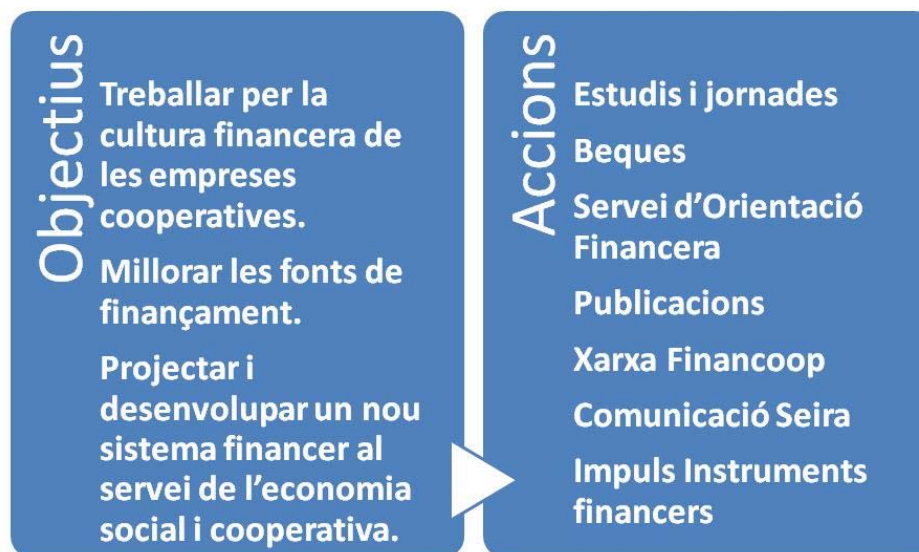 Objectius
Treballar per la
cultura financera de
les empreses
cooperatives.
Millorar les fonts de
finançament.
Projectar i
desenvolupar un nou
sistema financer al
servei de l’economia
social i cooperativa.
Accions
Estudis i jornades
Beques
Servei d’Orientació
Financera
Publicacions
Xarxa Financoop
Comunicació Seira
Impuls Instruments
financers